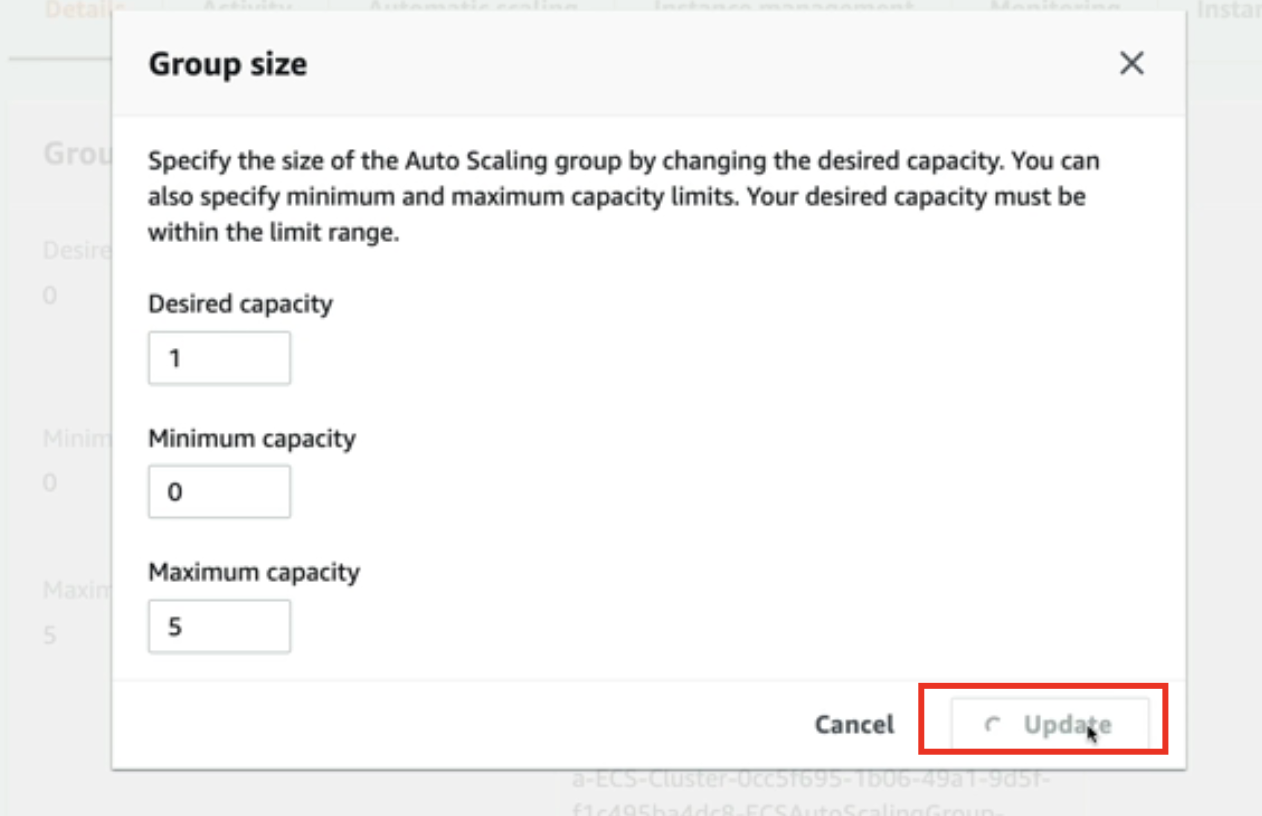 Details Activity Automatic scaling Instance management Monitoring Instan
Group size
Grou
Specify the size of the Auto Scaling group by changing the desired capacity. You can
also specify minimum and maximum capacity limits. Your desired capacity must be
within the limit range.
Desire
0
Desired capacity
1
Minim
Minimum capacity
0
0
Maxim
Maximum capacity
5
5
Cancel Update
a-ECS-Cluster-0cc5f695-1b06-49a1-9d5f-
f1c495ba4dc8-ECSAutoScalingGroup-